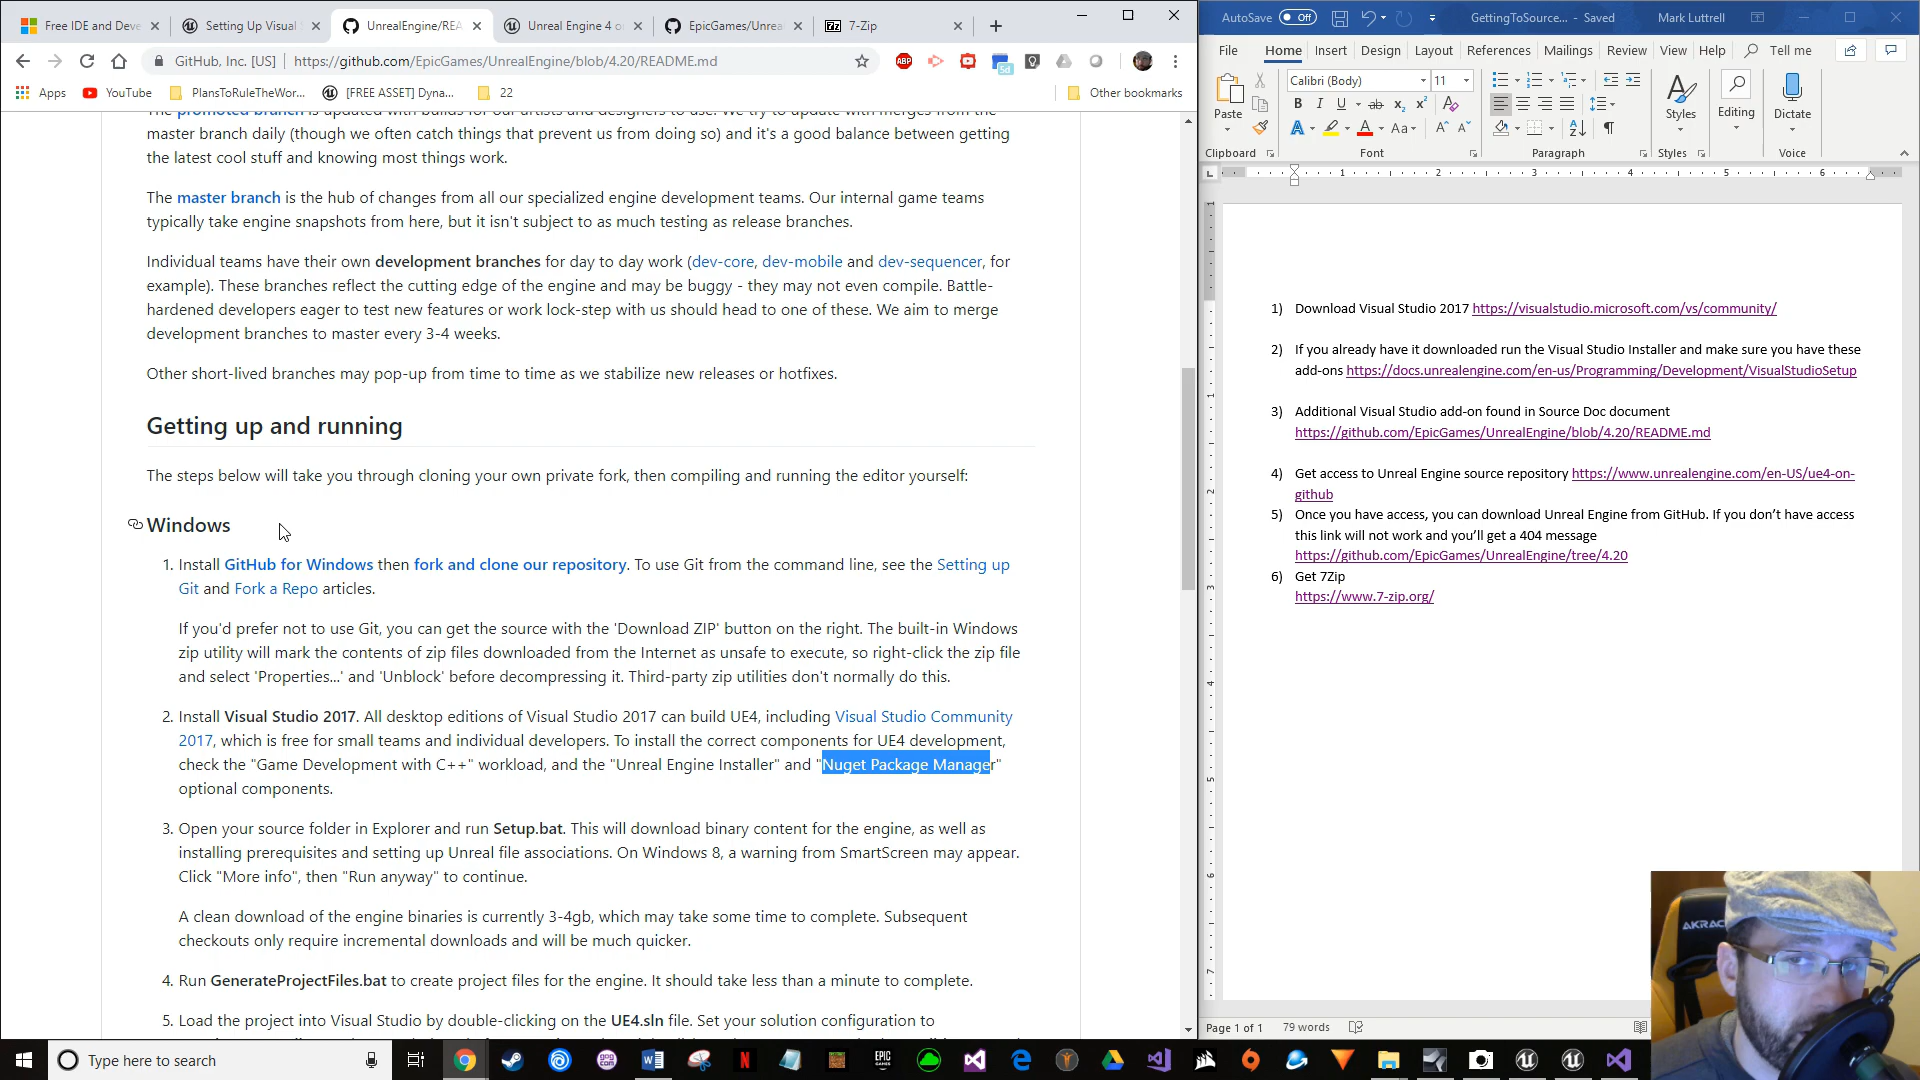 Free IDE and Deve
Setting Up Visual
UnrealEngine/REA
Unreal Engine 4 o
EpicGames/Unrea
7-Zip
GitHub, Inc. [US]
https://github.com/EpicGames/UnrealEngine/blob/4.20/README.md
Apps
YouTube
PlansToRuleTheWor...
[FREE ASSET] Dyna...
22
Other bookmarks
The promoted branch is updated with builds for our artists and designers to use. We try to update with merges from the
master branch daily (though we often catch things that prevent us from doing so) and it's a good balance between getting
the latest cool stuff and knowing most things work.
The master branch is the hub of changes from all our specialized engine development teams. Our internal game teams
typically take engine snapshots from here, but it isn't subject to as much testing as release branches.
Individual teams have their own development branches for day to day work (dev-core, dev-mobile and dev-sequencer, for
example). These branches reflect the cutting edge of the engine and may be buggy - they may not even compile. Battle-
hardened developers eager to test new features or work lock-step with us should head to one of these. We aim to merge
development branches to master every 3-4 weeks.
Other short-lived branches may pop-up from time to time as we stabilize new releases or hotfixes.
Getting up and running
The steps below will take you through cloning your own private fork, then compiling and running the editor yourself:
Windows
1. Install GitHub for Windows then fork and clone our repository. To use Git from the command line, see the Setting up
Git and Fork a Repo articles.
If you'd prefer not to use Git, you can get the source with the 'Download ZIP' button on the right. The built-in Windows
zip utility will mark the contents of zip files downloaded from the Internet as unsafe to execute, so right-click the zip file
and select 'Properties...' and 'Unblock' before decompressing it. Third-party zip utilities don't normally do this.
2. Install Visual Studio 2017. All desktop editions of Visual Studio 2017 can build UE4, including Visual Studio Community
2017, which is free for small teams and individual developers. To install the correct components for UE4 development,
check the "Game Development with C++" workload, and the "Unreal Engine Installer" and "Nuget Package Manager"
optional components.
3. Open your source folder in Explorer and run Setup.bat. This will download binary content for the engine, as well as
installing prerequisites and setting up Unreal file associations. On Windows 8, a warning from SmartScreen may appear.
Click "More info", then "Run anyway" to continue.
A clean download of the engine binaries is currently 3-4gb, which may take some time to complete. Subsequent
checkouts only require incremental downloads and will be much quicker.
4. Run GenerateProjectFiles.bat to create project files for the engine. It should take less than a minute to complete.
5. Load the project into Visual Studio by double-clicking on the UE4.sln file. Set your solution configuration to
AutoSave
Off
GettingToSource... - Saved
Mark Luttrell
File
Home
Insert
Design
Layout
References
Mailings
Review
View
Help
Tell me
Paste
Clipboard
Calibri (Body)
11
Font
Paragraph
Styles
Styles
Editing
Dictate
Voice
1) Download Visual Studio 2017 https://visualstudio.microsoft.com/vs/community/
2) If you already have it downloaded run the Visual Studio Installer and make sure you have these
add-ons https://docs.unrealengine.com/en-us/Programming/Development/VisualStudioSetup
3) Additional Visual Studio add-on found in Source Doc document
https://github.com/EpicGames/UnrealEngine/blob/4.20/README.md
4) Get access to Unreal Engine source repository https://www.unrealengine.com/en-US/ue4-on-
github
5) Once you have access, you can download Unreal Engine from GitHub. If you don't have access
this link will not work and you'll get a 404 message
https://github.com/EpicGames/UnrealEngine/tree/4.20
6) Get 7Zip
https://www.7-zip.org/
Page 1 of 1
79 words
AKRAC
Type here to search